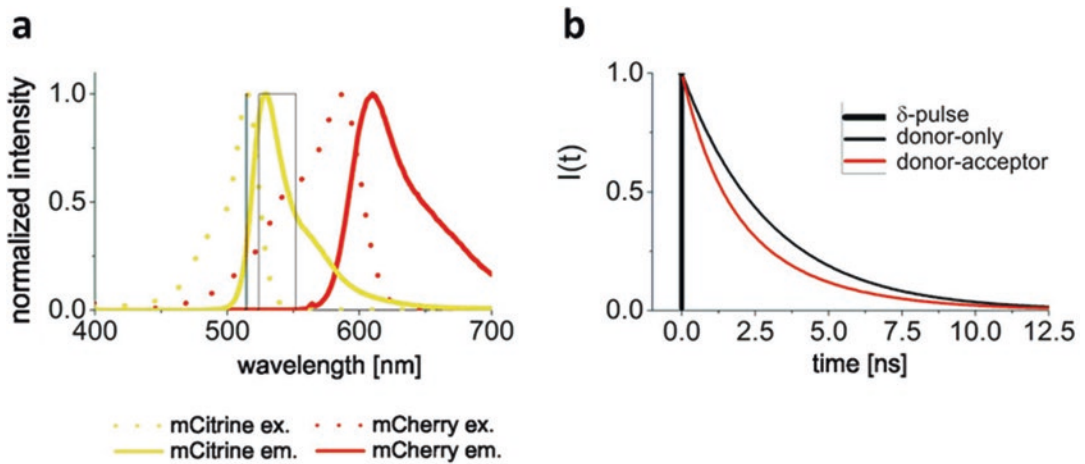 a
normalized intensity
1.0
0.5
0.0
400
500
600
700
wavelength [nm]
mCitrine ex.
mCherry ex.
mCitrine em.
mCherry em.
b
I(t)
1.0
0.5
0.0
δ-pulse
donor-only
donor-acceptor
0.0
2.5
5.0
7.5
10.0
12.5
time [ns]